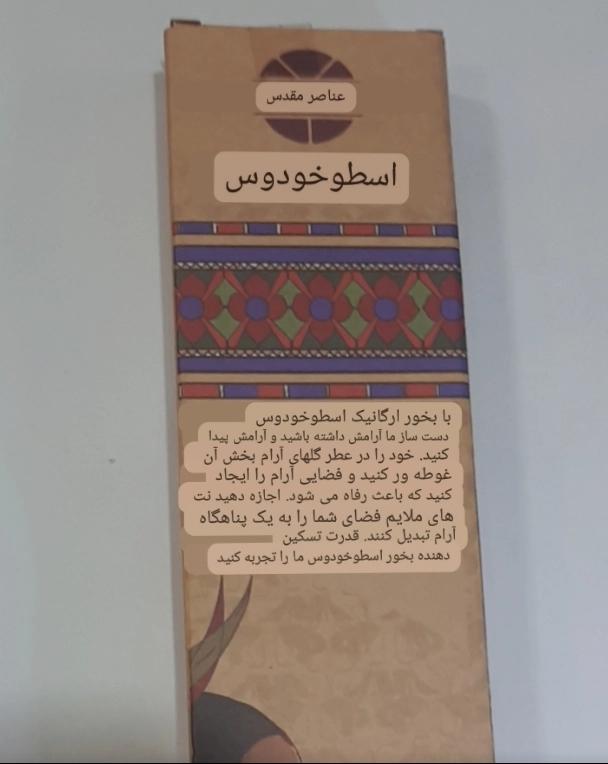 عناصر مقدس
اسطوخودوس
با بخور ارگانیک اسطوخودوس
دست ساز ما آرامش داشته باشید و آرامش پیدا
کنید. خود را در عطر گلهای آرام بخش آن
غوطه ور کنید و فضایی آرام را ایجاد
کنید که باعث رفاه می شود. اجازه دهید نت
های ملایم فضای شما را به یک پناهگاه
آرام تبدیل کنند. قدرت تسکین
دهنده بخور اسطوخودوس ما را تجربه کنید